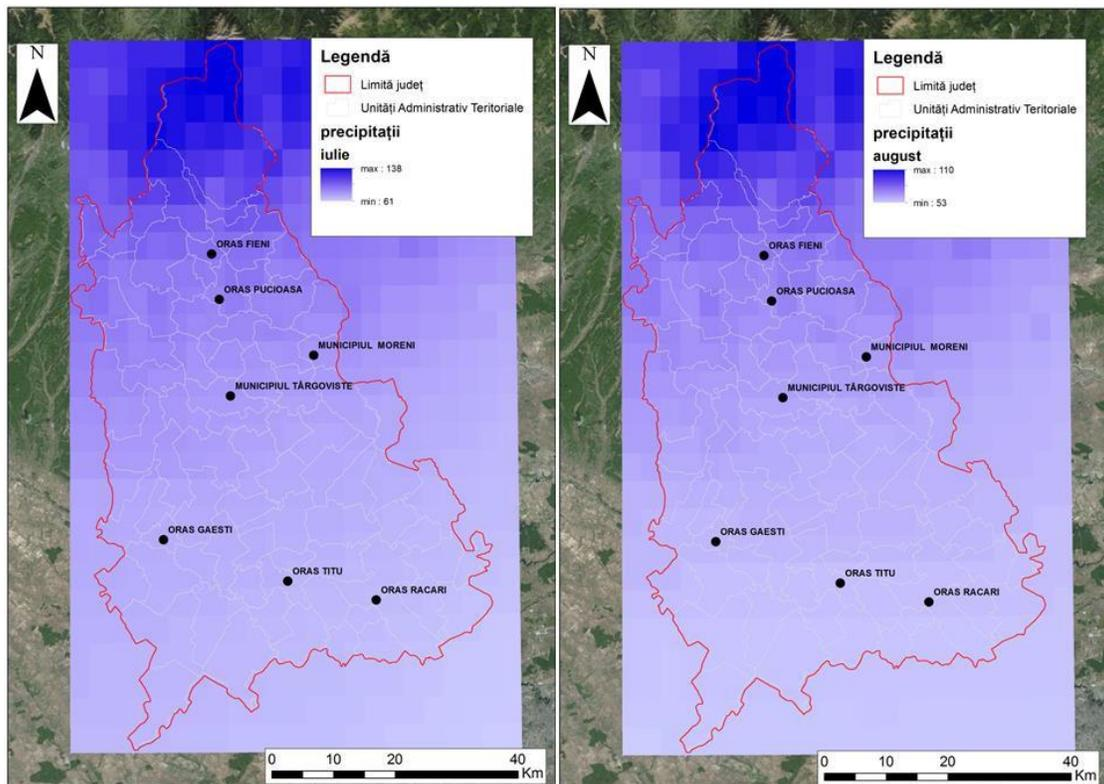 N
Legendă
Limită județ
Unități Administrativ Teritoriale
precipitații
iulie
max : 138
min : 61
ORAS FIENI
ORAS PUCIOASA
MUNICIPIUL MORENI
MUNICIPIUL TÂRGOVISTE
ORAS GAESTI
ORAS TITU
ORAS RACARI
0 10 20 40
Km
N
Legendă
Limită județ
Unități Administrativ Teritoriale
precipitații
august
max : 110
min : 53
ORAS FIENI
ORAS PUCIOASA
MUNICIPIUL MORENI
MUNICIPIUL TÂRGOVISTE
ORAS GAESTI
ORAS TITU
ORAS RACARI
0 10 20 40
Km